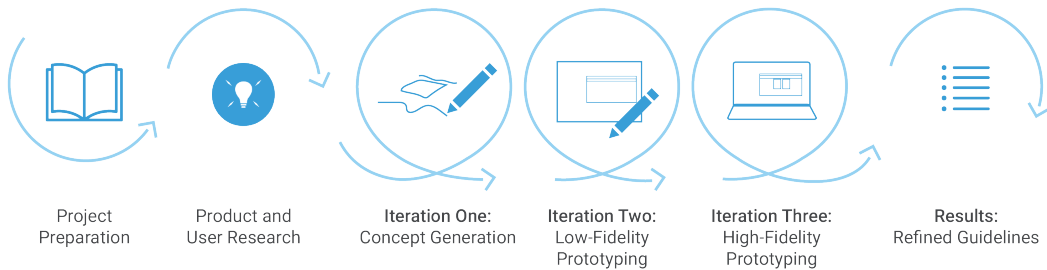 Project
Preparation
Product and
User Research
Iteration One:
Concept Generation
Iteration Two:
Low-Fidelity
Prototyping
Iteration Three:
High-Fidelity
Prototyping
Results:
Refined Guidelines